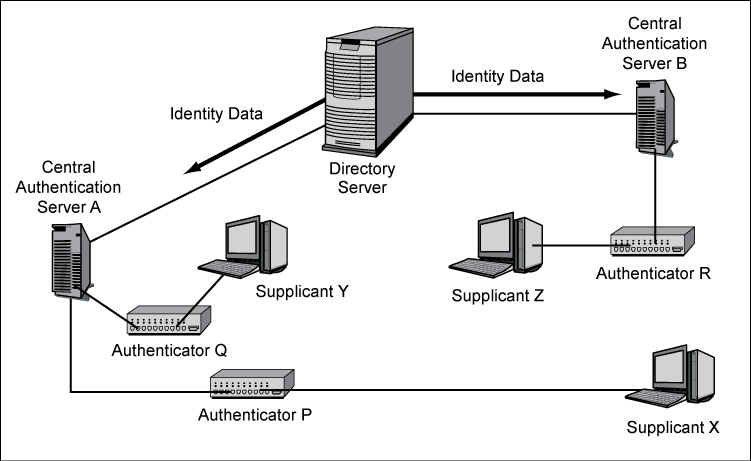 Central
Authentication
Server B
Identity Data
Identity Data
Directory
Server
Central
Authentication
Server A
Supplicant Y
Supplicant Z
Authenticator R
Authenticator Q
Authenticator P
Supplicant X